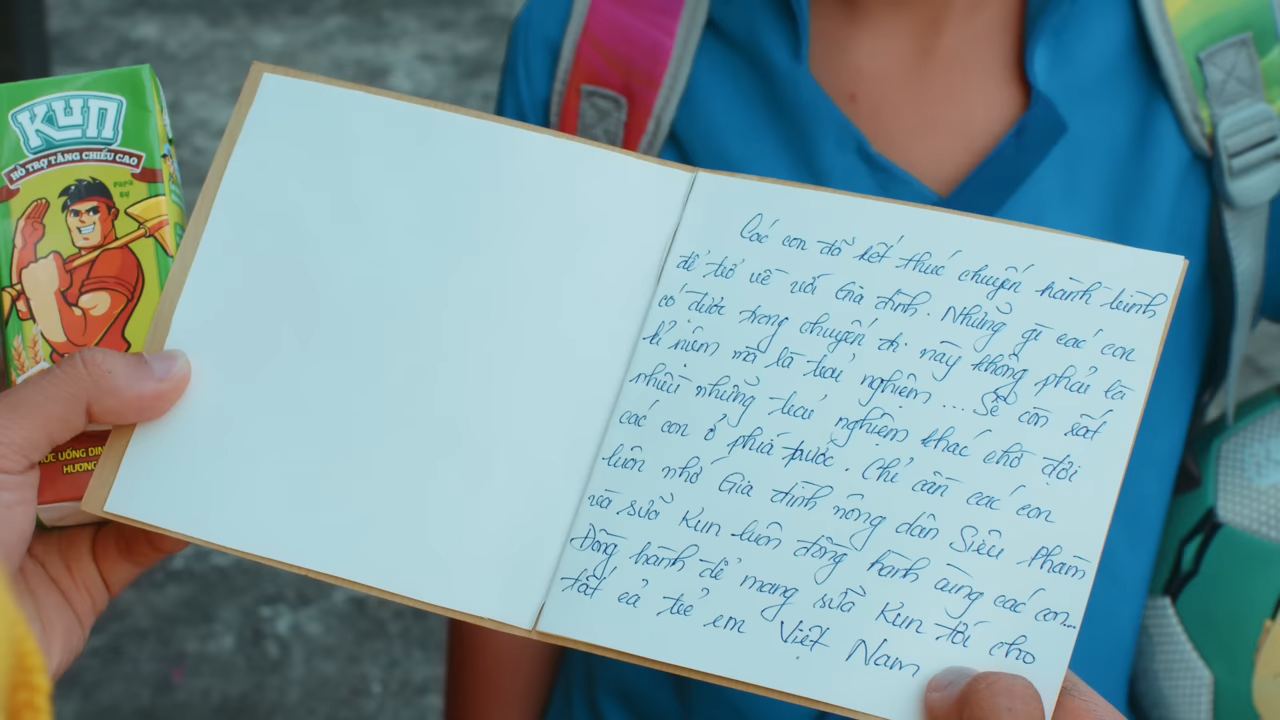 Kun
HỖ TRỢ TĂNG CHIỀU CAO
Các con đã kết thúc chuyến hành trình
để trở về với Gia đình. Những gì các con
có được trong chuyến đi này không phải là
kỉ niệm mà là trải nghiệm... Sẽ còn rất
nhiều những trải nghiệm khác chờ đợi
các con ở phía trước. Chỉ cần các con
luôn nhớ Gia đình nông dân Siêu Phàm
và sữa Kun luôn đồng hành cùng các con...
Đồng hành để mang sữa Kun tới cho
tất cả trẻ em Việt Nam
ỨC UỐNG DIN
HƯƠNG